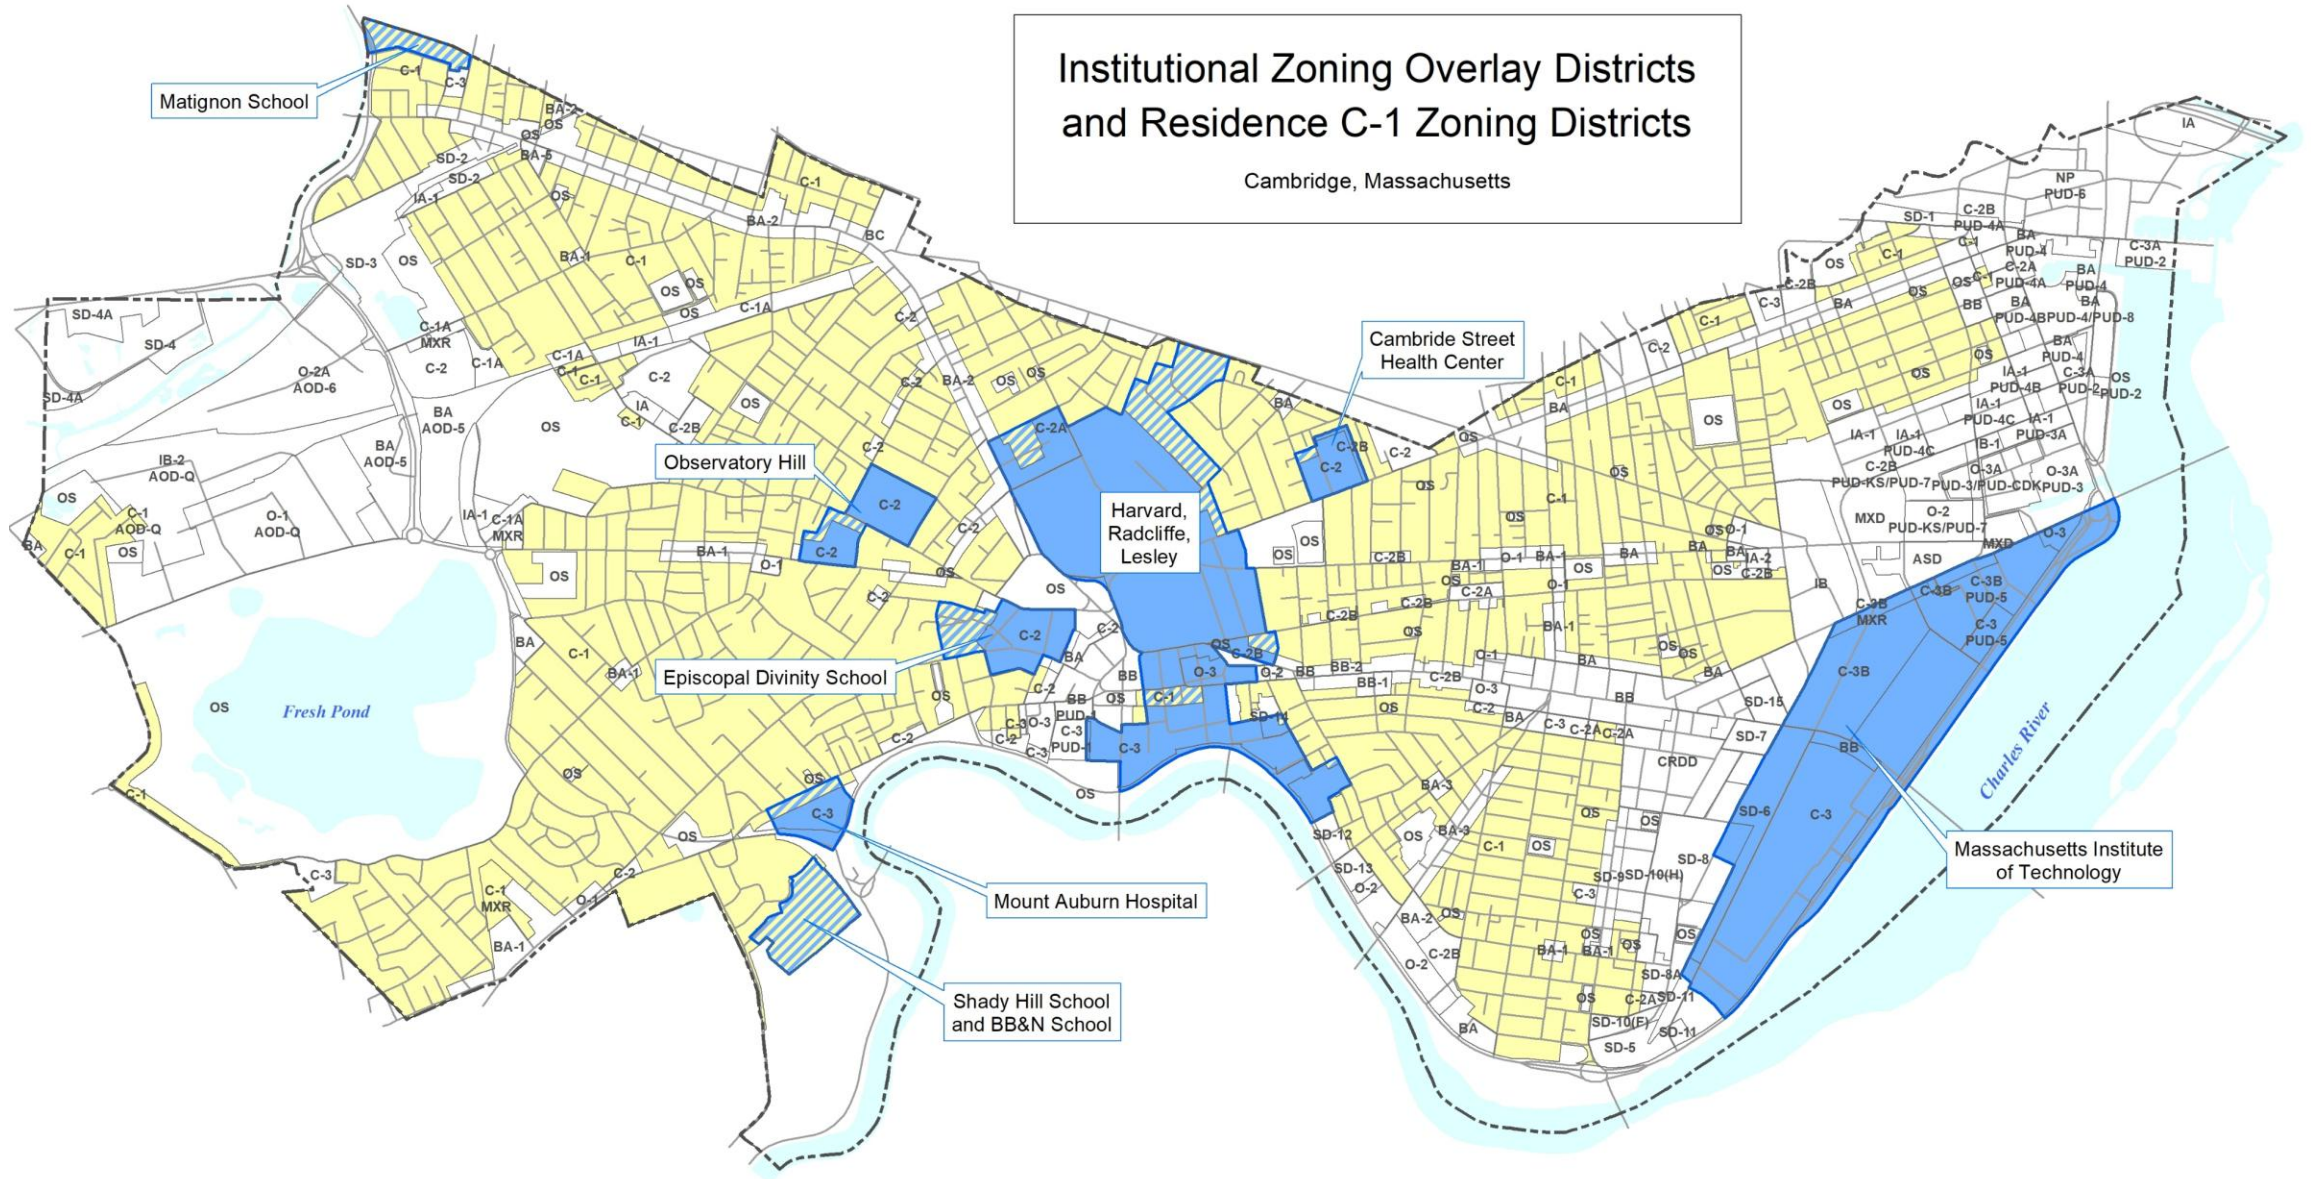 Institutional Zoning Overlay Districts
and Residence C-1 Zoning Districts
Cambridge, Massachusetts
Matignon School
C-1
C-3
BA-2
OS
OS
BA-5
SD-2
SD-2
IA-1
OS
C-1
BA-2
BC
SD-3
OS
BA-1
C-1
OS
OS
OS
C-1A
SD-4A
SD-4
SD-4A
O-2A
AOD-6
C-1A
MXR
C-2
C-1A
C-1A
C-1
C-1
IA-1
C-2
IA
C-1
C-2B
OS
OS
BA
AOD-5
BA
AOD-5
IB-2
AOD-Q
O-1
AOD-Q
OS
C-1
AOD-Q
BA
C-1
OS
IA-1
C-1A
MXR
C-2
C-2
BA-2
C-2
OS
OS
Observatory Hill
C-2
C-2
C-2
BA-1
O-1
OS
OS
C-2
C-2A
Harvard,
Radcliffe,
Lesley
Cambride Street
Health Center
BA
C-2B
C-2
C-2
OS
OS
OS
OS
C-1
BA
C-2
C-1
C-3
C-2B
OS
BA
C-1
SD-1
C-2B
PUD-4A
C-1
BA
PUD-4
NP
PUD-6
IA
C-3A
PUD-2
C-2A
PUD-4A
OS
C-1
OS
BB
BA
PUD-4
BA
PUD-4B
BA
PUD-4/PUD-8
BA
PUD-4
OS
IA-1
PUD-4B
C-3A
PUD-2
OS
PUD-2
OS
IA-1
PUD-4C
IA-1
PUD-3A
OS
OS
IA-1
IA-1
PUD-4C
IB-1
C-2B
PUD-KS/PUD-7
O-3A
PUD-3/PUD-CDK
O-3A
PUD-3
MXD
O-2
PUD-KS/PUD-7
MXD
O-3
ASD
OS
C-1
OS
OS
O-1
BA
BA
IA-2
OS
C-2B
IB
C-2B
BA-1
O-1
BA-1
OS
BA
OS
C-2A
O-1
C-2B
C-2B
OS
BA-1
OS
OS
C-3B
MXR
C-3B
C-3B
PUD-5
C-3
PUD-5
C-3B
Episcopal Divinity School
C-2
C-2
BA
BB
OS
C-2
BB
OS
PUD-1
C-3
PUD-1
C-3
O-3
C-2
C-3
C-2
OS
C-3
C-1
O-3
OS
C-2B
O-2
BB
BB-2
BB-1
C-2B
O-1
BA
BA
O-3
C-2
BA
C-3
C-2A
C-2A
BB
SD-15
SD-7
CRDD
BB
SD-14
OS
OS
BA
BA-1
C-1
OS
Fresh Pond
OS
C-1
OS
C-3
OS
C-2
C-3
C-1
MXR
O-1
BA-1
Mount Auburn Hospital
Shady Hill School
and BB&N School
BA-3
BA-3
OS
SD-12
SD-13
O-2
BA-2
OS
C-2B
O-2
BA
C-1
OS
OS
OS
C-3
SD-9
SD-10(H)
SD-8
SD-6
C-3
OS
BA-1
BA-1
OS
OS
SD-8A
OS
C-2A
SD-11
SD-10(F)
SD-11
SD-5
Charles River
Massachusetts Institute
of Technology